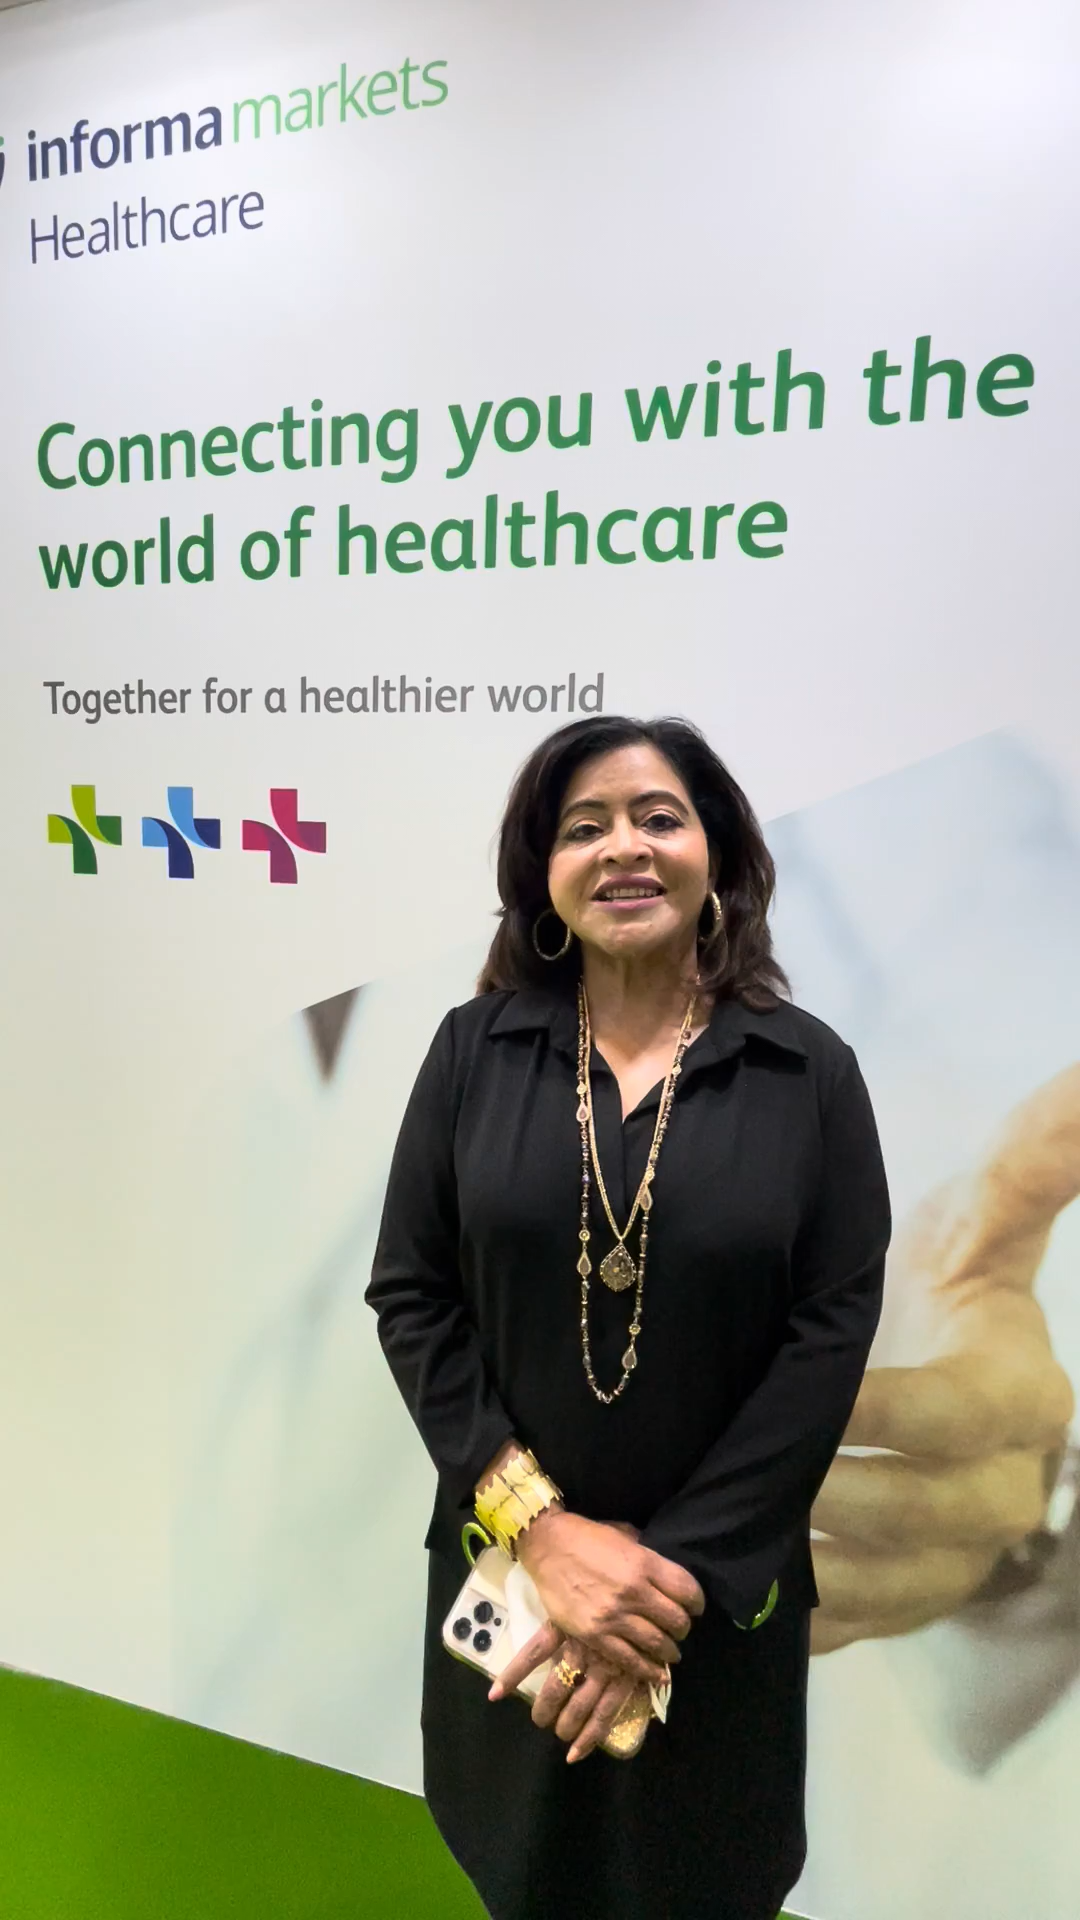 informa markets
Healthcare
Connecting you with the
world of healthcare
Together for a healthier world